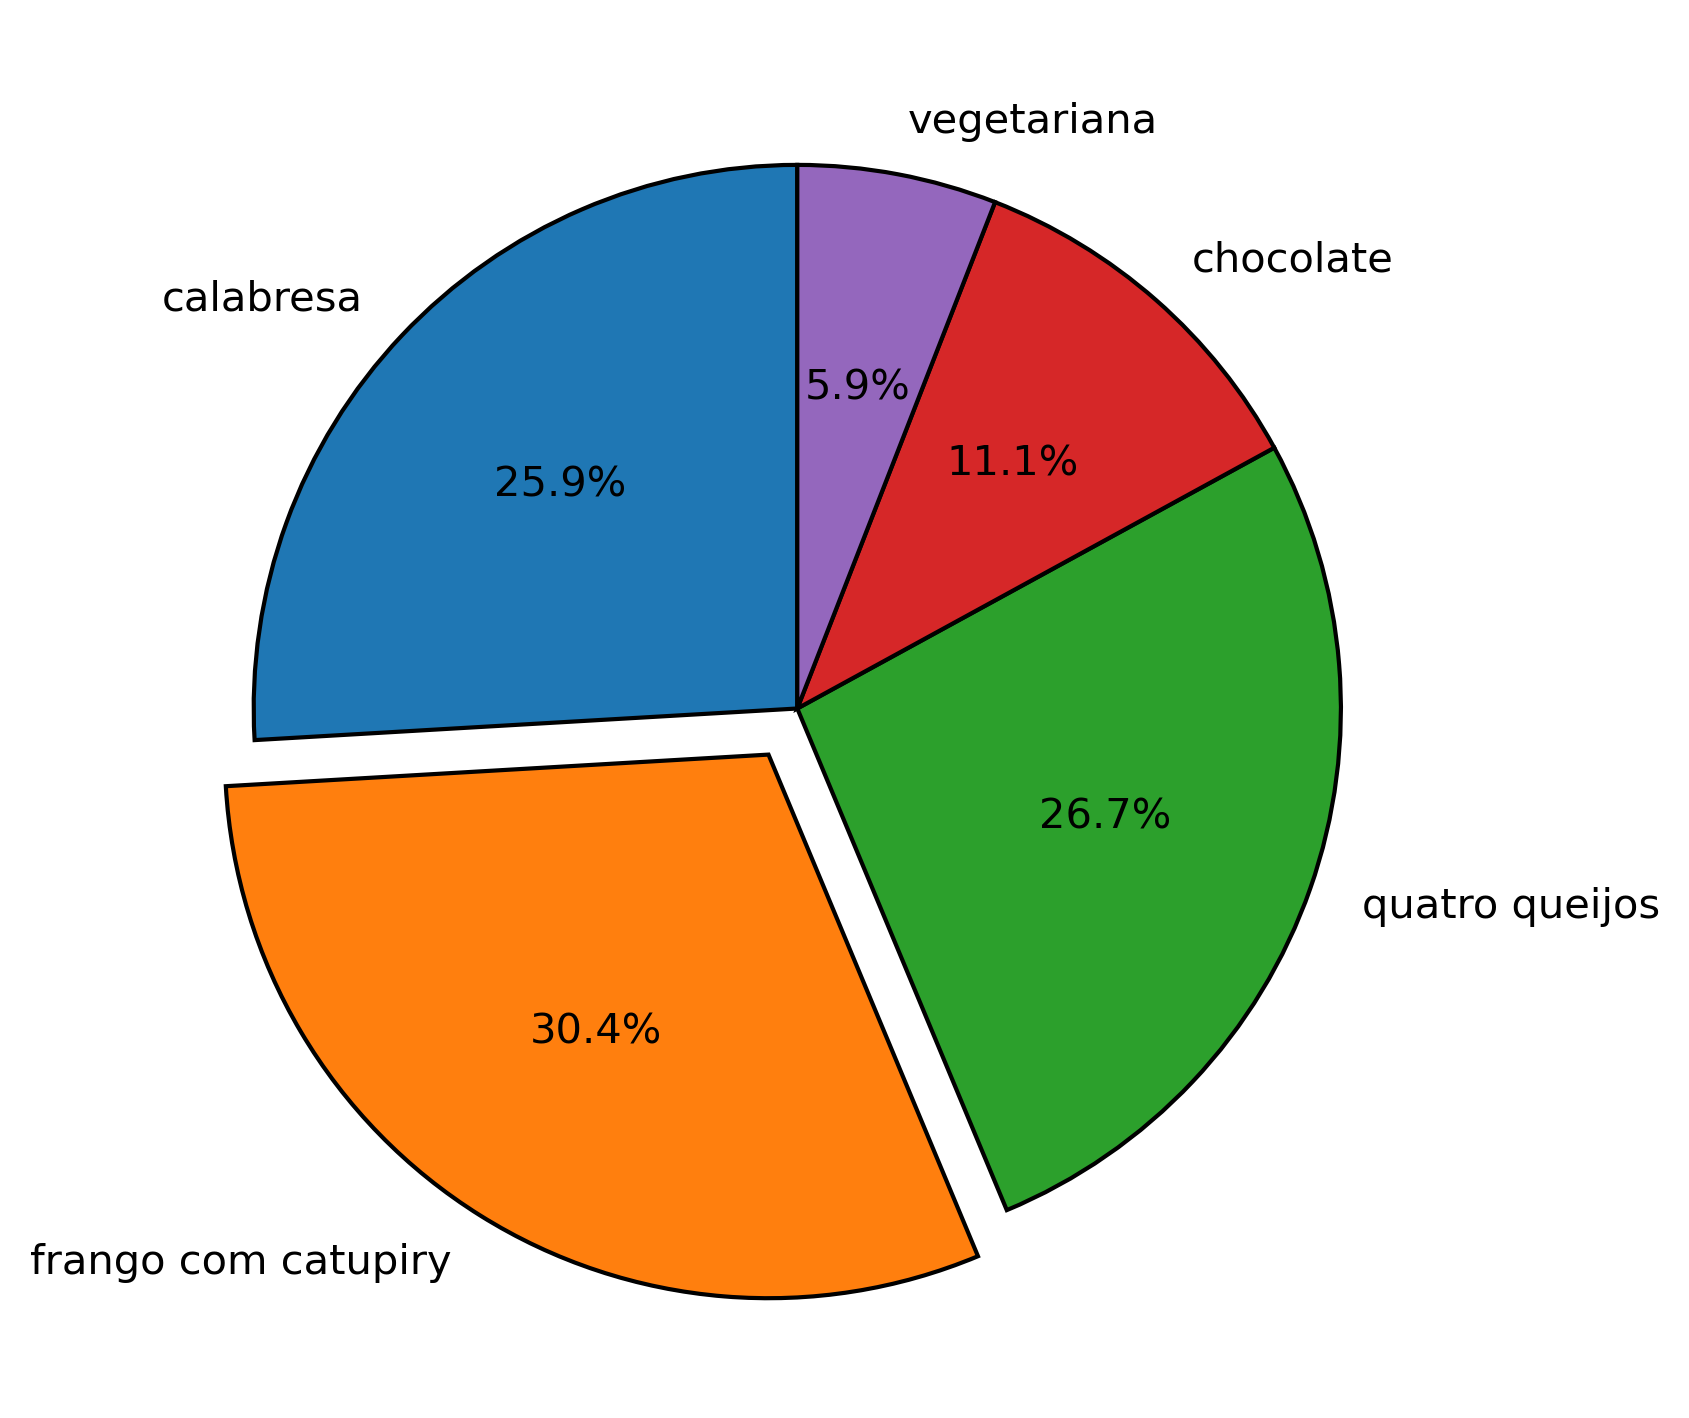 vegetariana
chocolate
calabresa
5.9%
11.1%
25.9%
26.7%
quatro queijos
30.4%
frango com catupiry